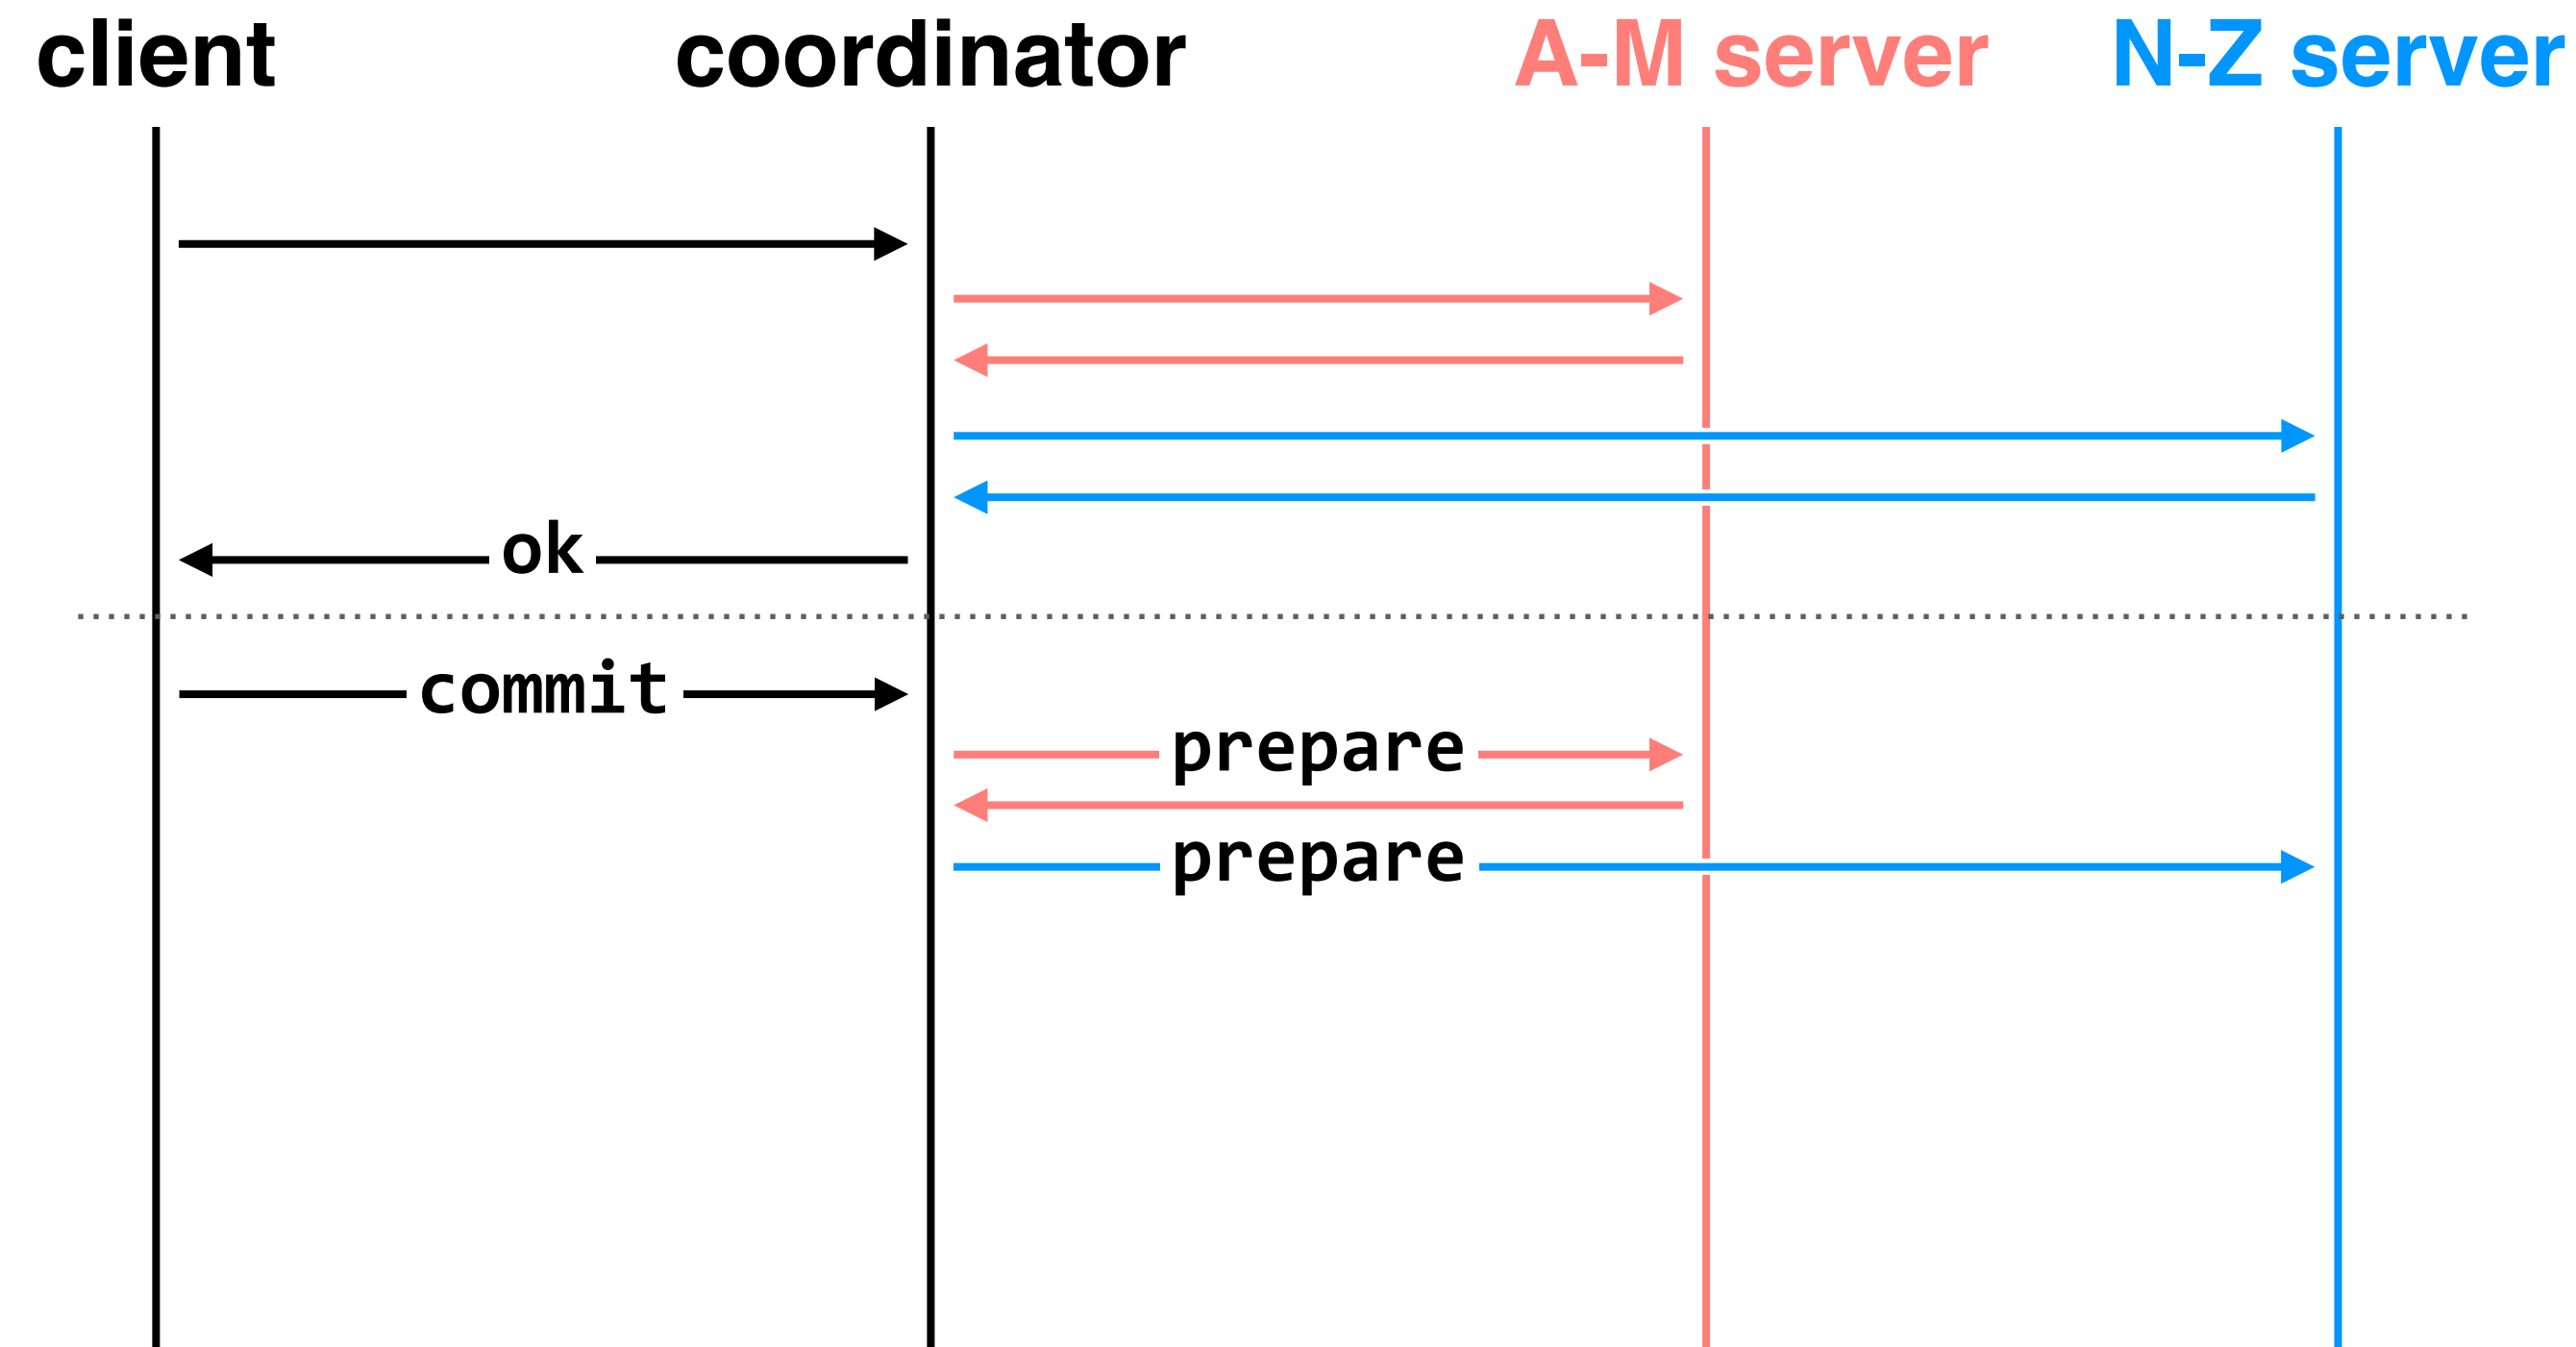 client coordinator A-M server N-Z server
ok
commit
prepare
prepare